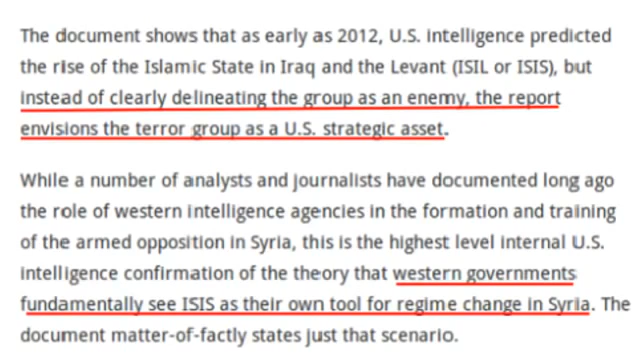 The document shows that as early as 2012, U.S. intelligence predicted
the rise of the Islamic State in Iraq and the Levant (ISIL or ISIS), but
instead of clearly delineating the group as an enemy, the report
envisions the terror group as a U.S. strategic asset.
While a number of analysts and journalists have documented long ago
the role of western intelligence agencies in the formation and training
of the armed opposition in Syria, this is the highest level internal U.S.
intelligence confirmation of the theory that western governments
fundamentally see ISIS as their own tool for regime change in Syria. The
document matter-of-factly states just that scenario.